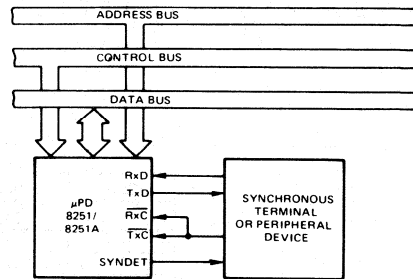 ADDRESS BUS
CONTROL BUS
DATA BUS
μPD
8251/
8251A
RxD
TxD
RxC
TxC
SYNDET
SYNCHRONOUS
TERMINAL
OR PERIPHERAL
DEVICE